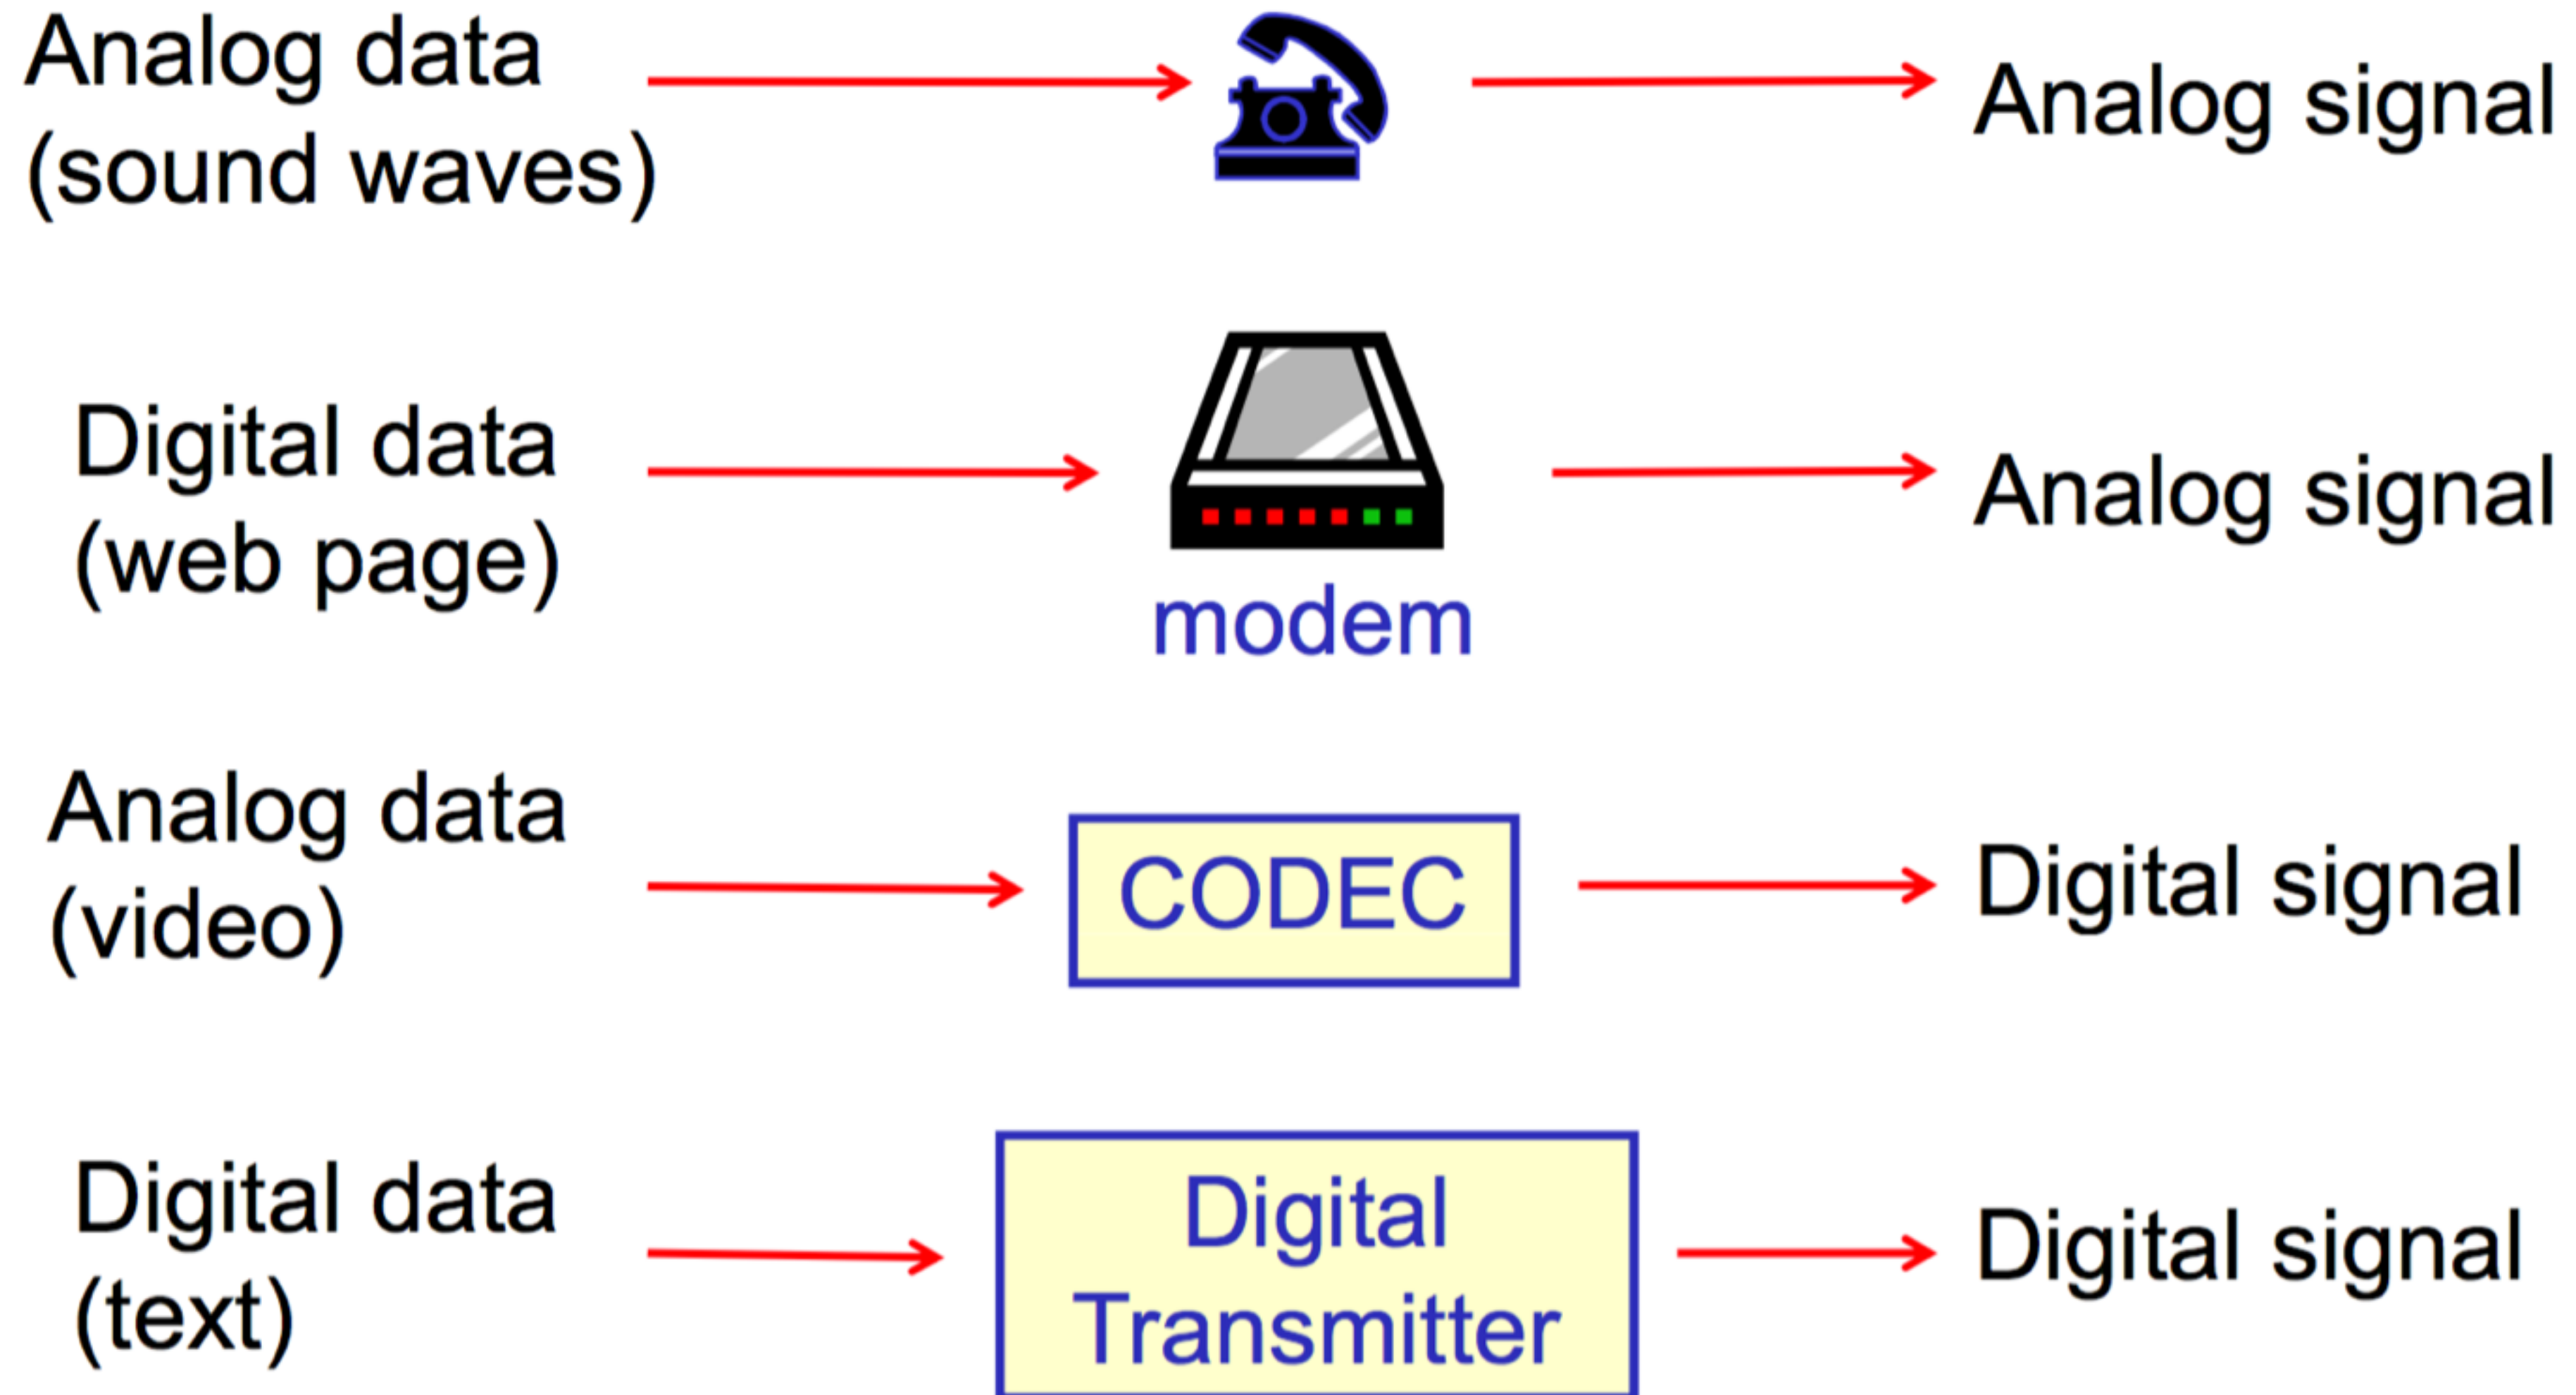 Analog data
(sound waves)
Analog signal
Digital data
(web page)
modem
Analog signal
Analog data
(video)
CODEC
Digital signal
Digital data
(text)
Digital
Transmitter
Digital signal